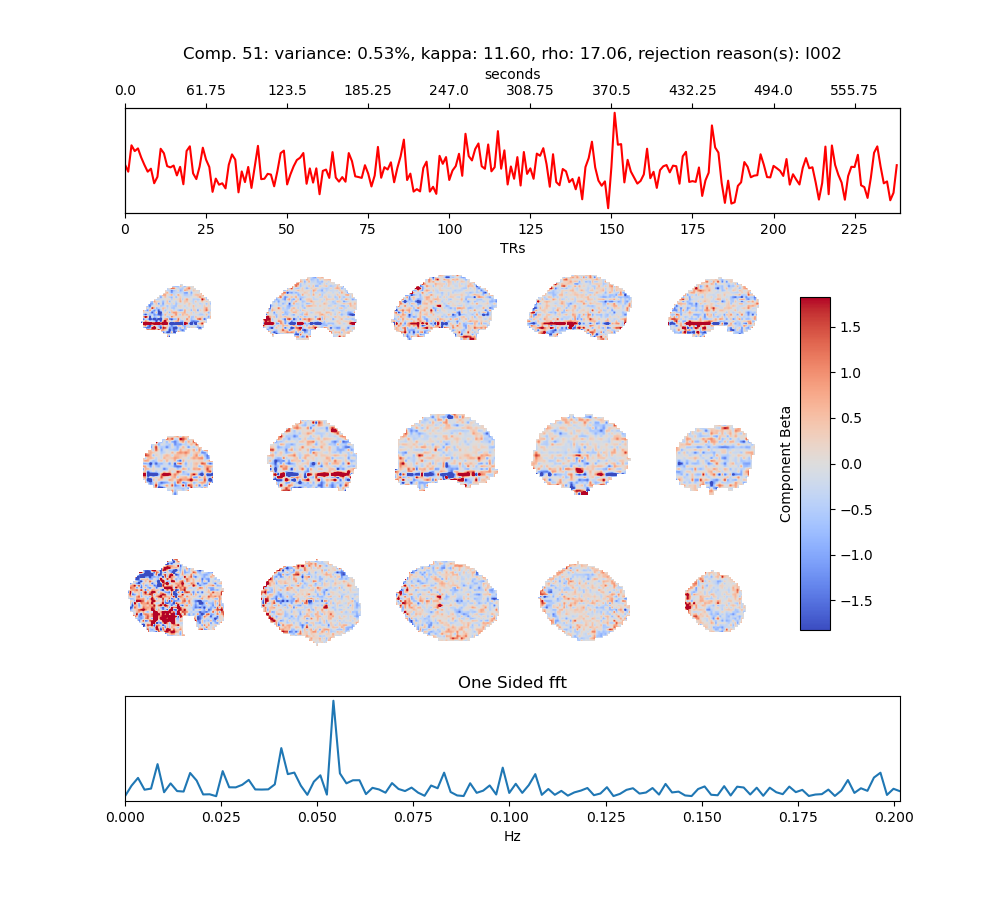 Comp. 51: variance: 0.53%, kappa: 11.60, rho: 17.06, rejection reason(s): I002
seconds
0.0 61.75 123.5 185.25 247.0 308.75 370.5 432.25 494.0 555.75
0 25 50 75 100 125 150 175 200 225
TRs
1.5
1.0
0.5
0.0
−0.5
−1.0
−1.5
Component Beta
One Sided fft
0.000 0.025 0.050 0.075 0.100 0.125 0.150 0.175 0.200
Hz